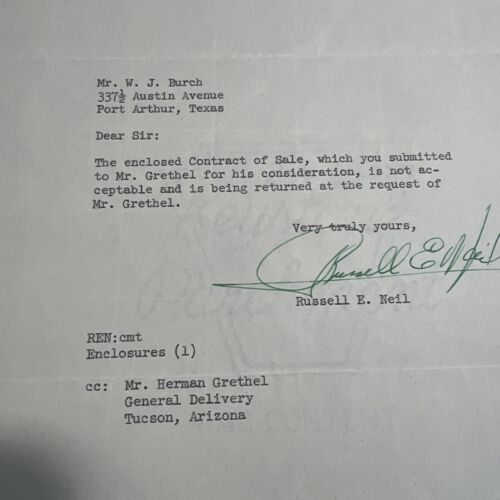 Mr. W. J. Burch
337½ Austin Avenue
Port Arthur, Texas
Dear Sir:
The enclosed Contract of Sale, which you submitted
to Mr. Grethel for his consideration, is not ac-
ceptable and is being returned at the request of
Mr. Grethel.
Very truly yours,
Russell E. Neil
Russell E. Neil
REN:cmt
Enclosures (1)
cc: Mr. Herman Grethel
General Delivery
Tucson, Arizona